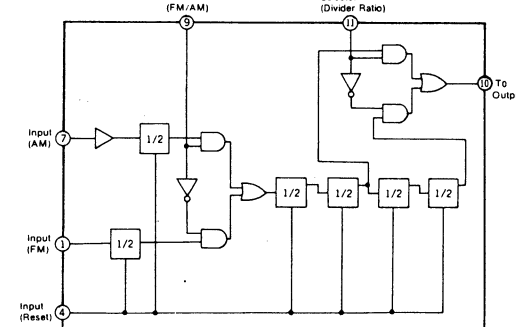 (FM/AM)
(Divider Ratio)
9
11
10 To
Outp
Input
(AM)
7
1/2
Input
(FM)
1
1/2
1/2
1/2
1/2
1/2
Input
(Reset)
4